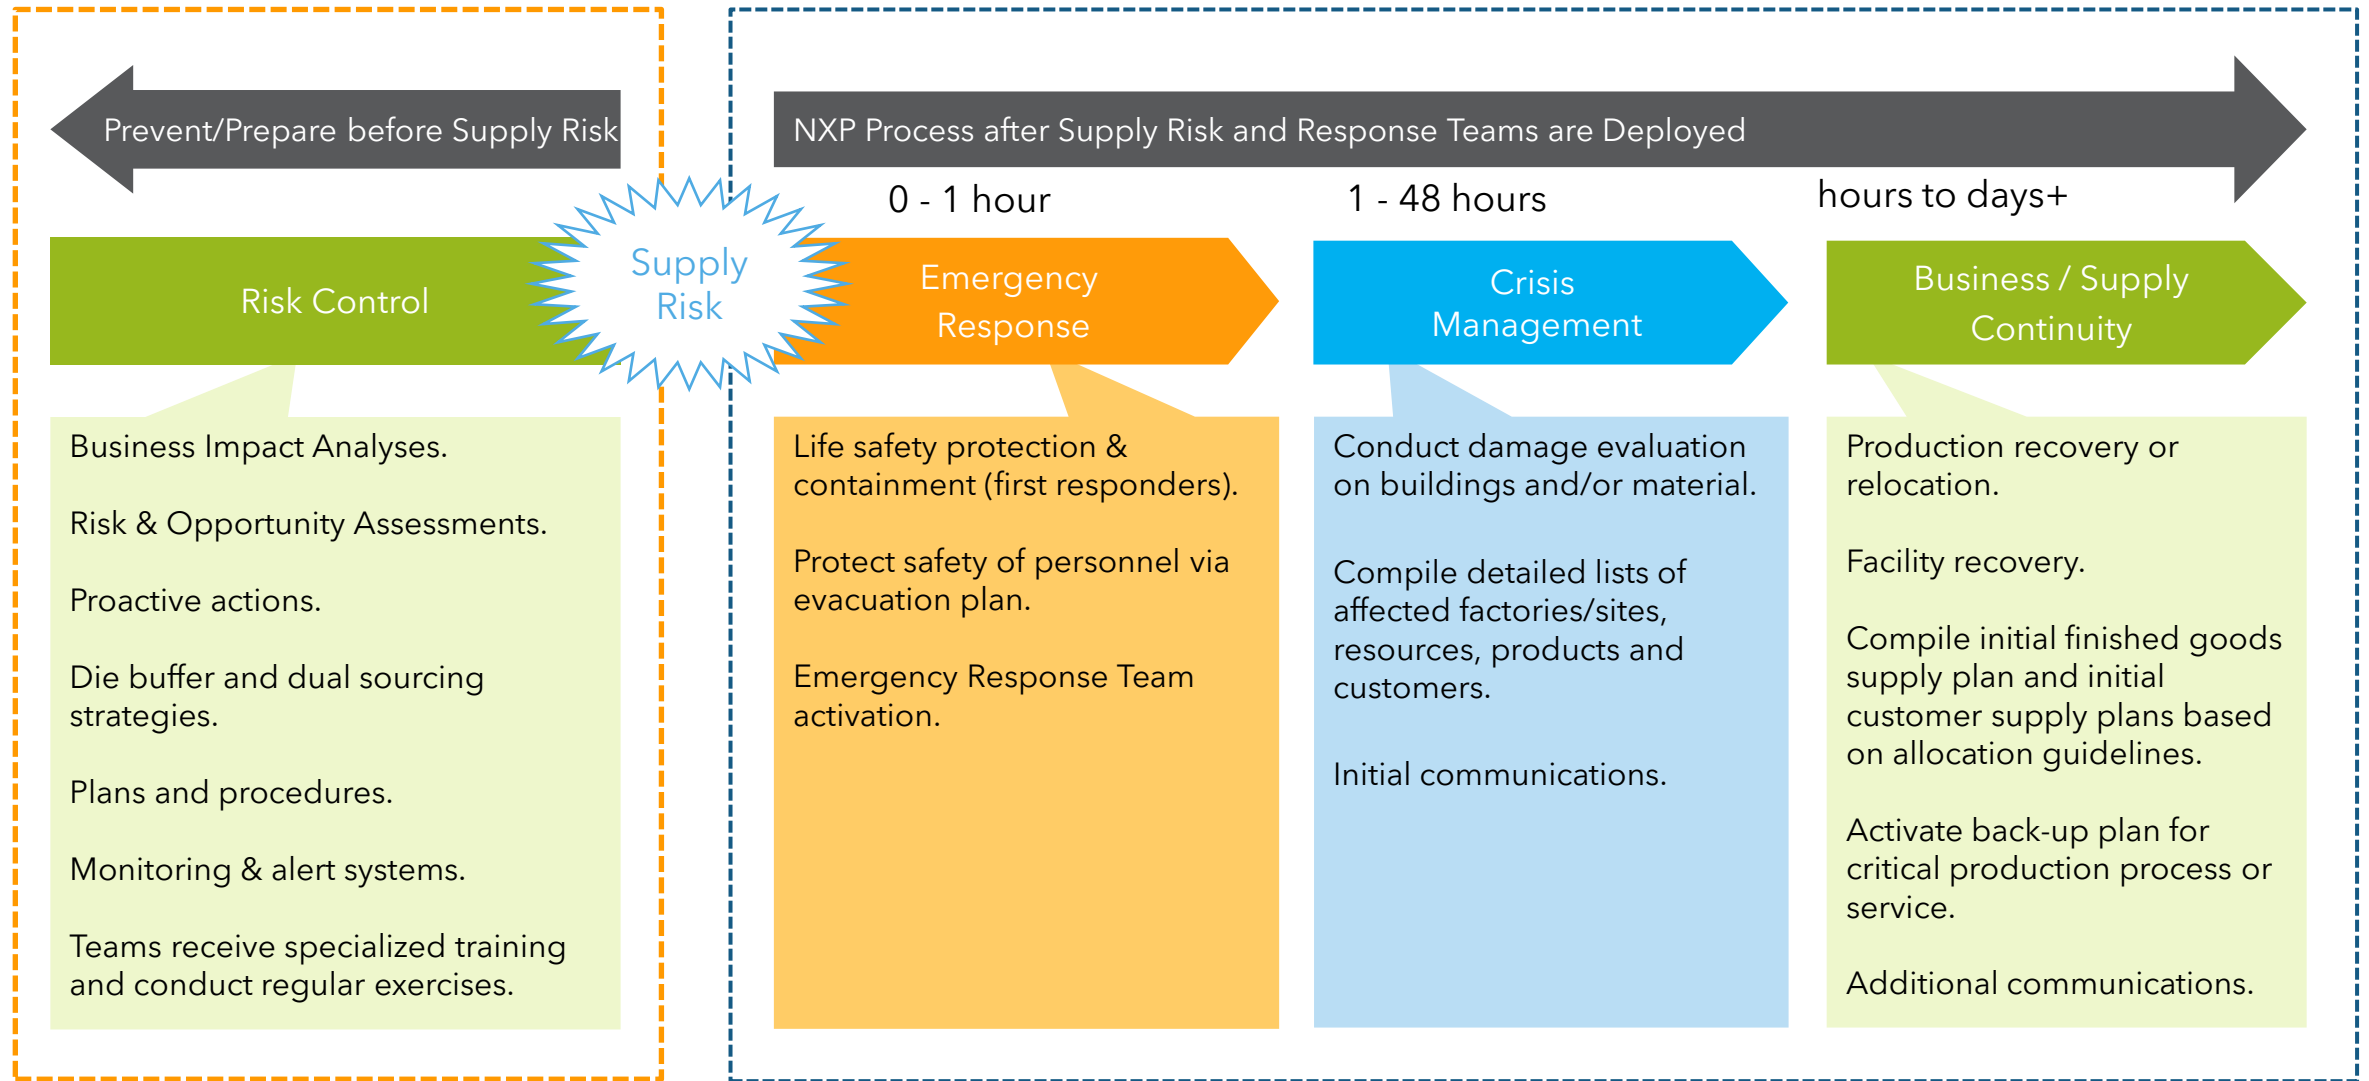 Prevent/Prepare before Supply Risk
NXP Process after Supply Risk and Response Teams are Deployed
0 - 1 hour
1 - 48 hours
hours to days+
Risk Control
Supply
Risk
Emergency
Response
Crisis
Management
Business / Supply
Continuity
Business Impact Analyses.
Risk & Opportunity Assessments.
Proactive actions.
Die buffer and dual sourcing
strategies.
Plans and procedures.
Monitoring & alert systems.
Teams receive specialized training
and conduct regular exercises.
Life safety protection &
containment (first responders).
Protect safety of personnel via
evacuation plan.
Emergency Response Team
activation.
Conduct damage evaluation
on buildings and/or material.
Compile detailed lists of
affected factories/sites,
resources, products and
customers.
Initial communications.
Production recovery or
relocation.
Facility recovery.
Compile initial finished goods
supply plan and initial
customer supply plans based
on allocation guidelines.
Activate back-up plan for
critical production process or
service.
Additional communications.